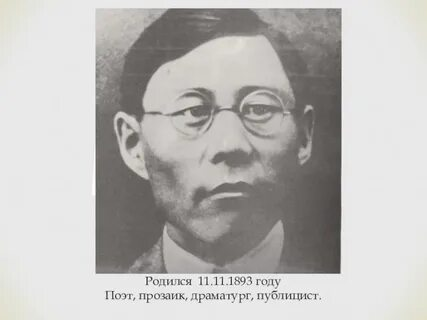 Родился 11.11.1893 году
Поэт, прозаик, драматург, публицист.